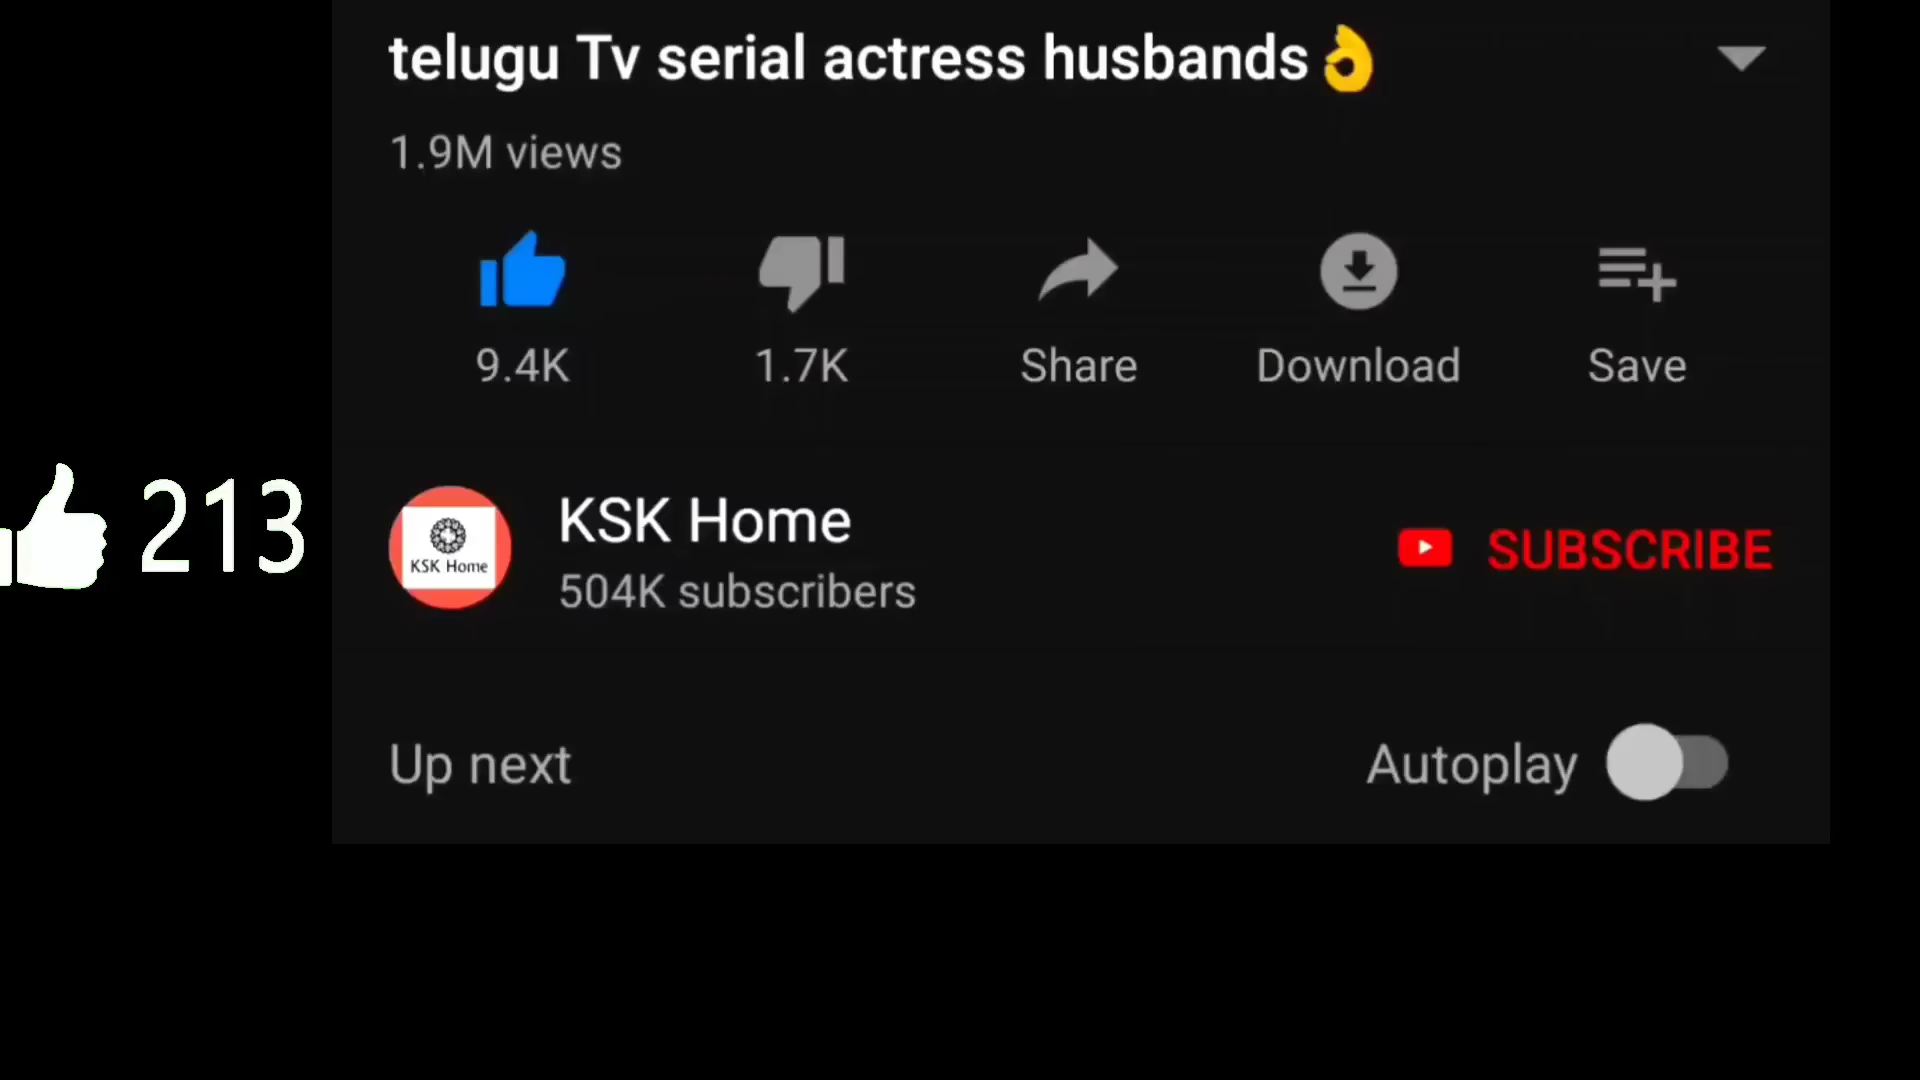 telugu Tv serial actress husbands👌
1.9M views
9.4K 1.7K Share Download Save
213
KSK Home
KSK Home
504K subscribers
SUBSCRIBE
Up next Autoplay